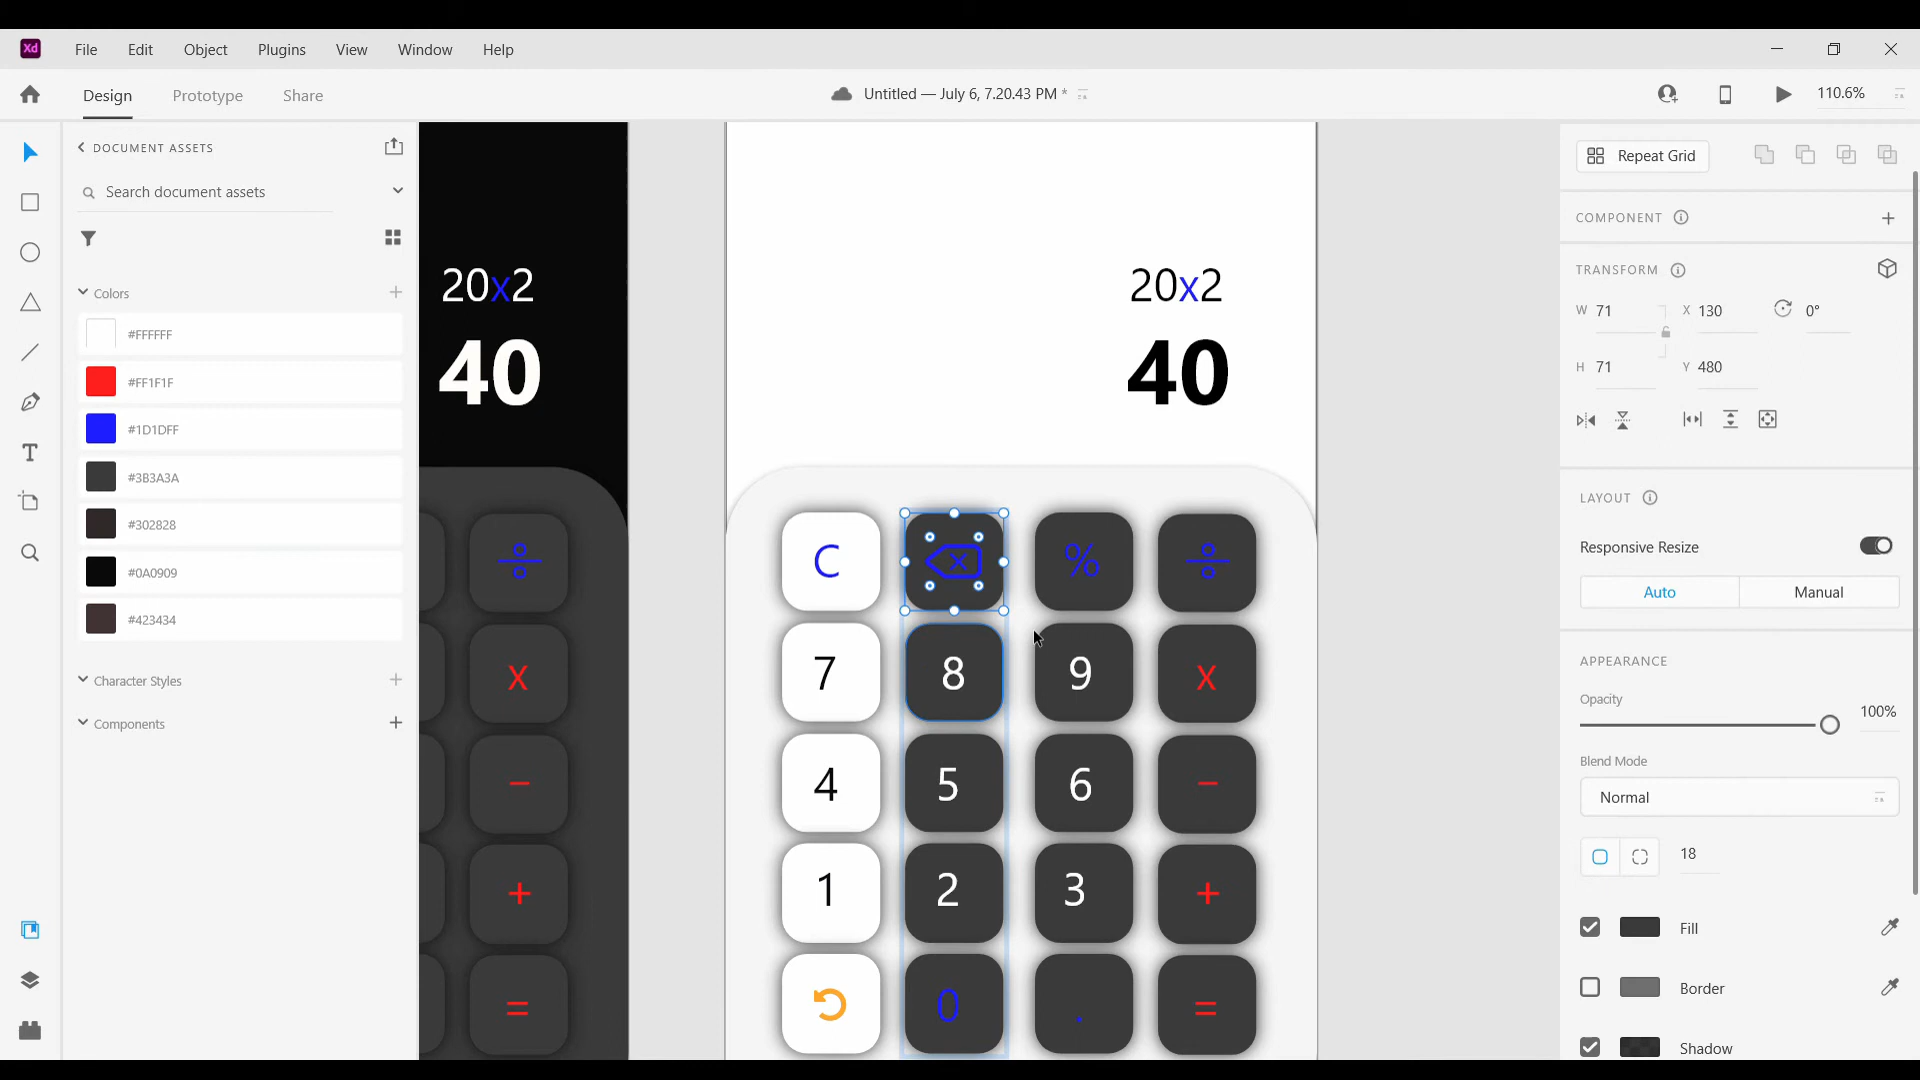 Xd File Edit Object Plugins View Window Help
Design Prototype Share Untitled — July 6, 7.20.43 PM * 110.6%
DOCUMENT ASSETS
Search document assets
Colors
#FFFFFF
#FF1F1F
#1D1DFF
#3B3A3A
#302828
#0A0909
#423434
Character Styles
Components
20x2
40
÷
x
−
+
=
20x2
40
C % ÷
7 8 9 x
4 5 6 −
1 2 3 +
0 . =
Repeat Grid
COMPONENT
TRANSFORM
W 71 X 130 0°
H 71 Y 480
LAYOUT
Responsive Resize
Auto Manual
APPEARANCE
Opacity
100%
Blend Mode
Normal
18
Fill
Border
Shadow